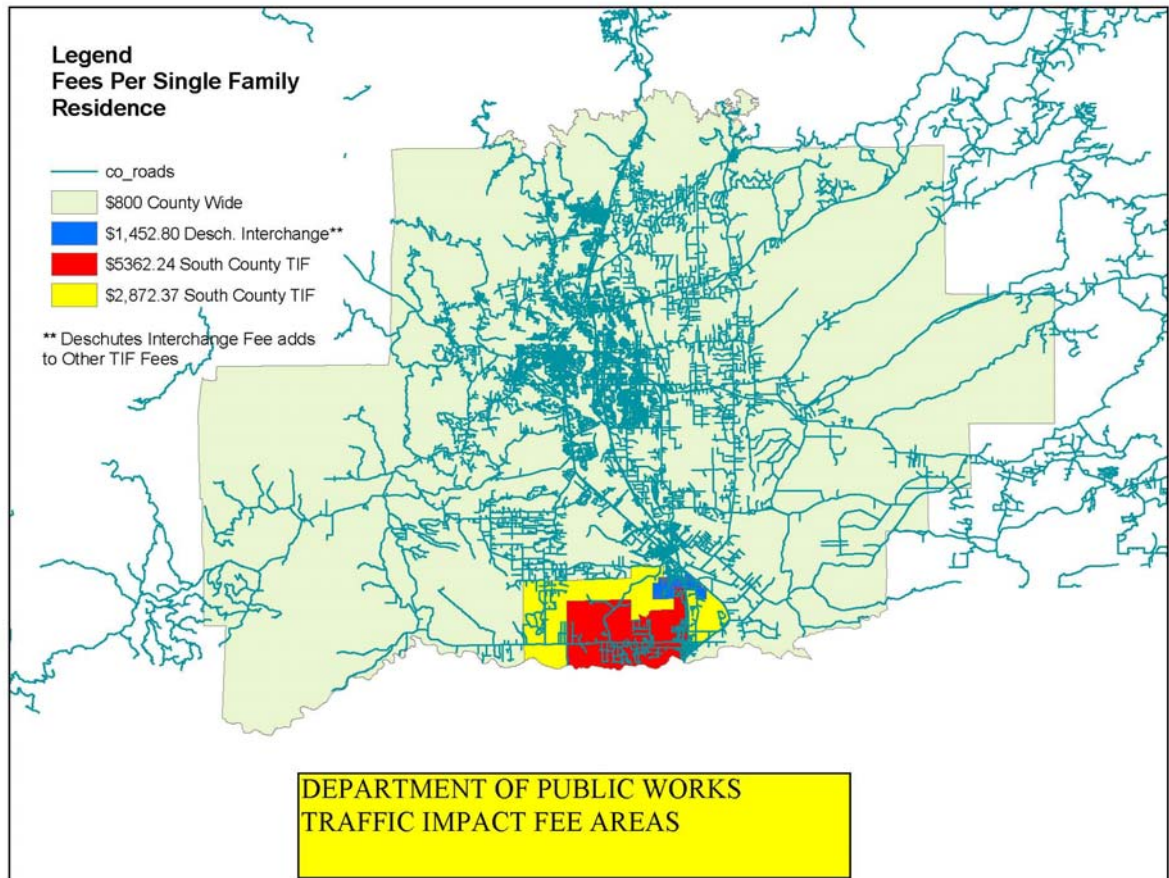 Legend
Fees Per Single Family
Residence
co_roads
$800 County Wide
$1,452.80 Desch. Interchange**
$5362.24 South County TIF
$2,872.37 South County TIF
** Deschutes Interchange Fee adds
to Other TIF Fees
DEPARTMENT OF PUBLIC WORKS
TRAFFIC IMPACT FEE AREAS